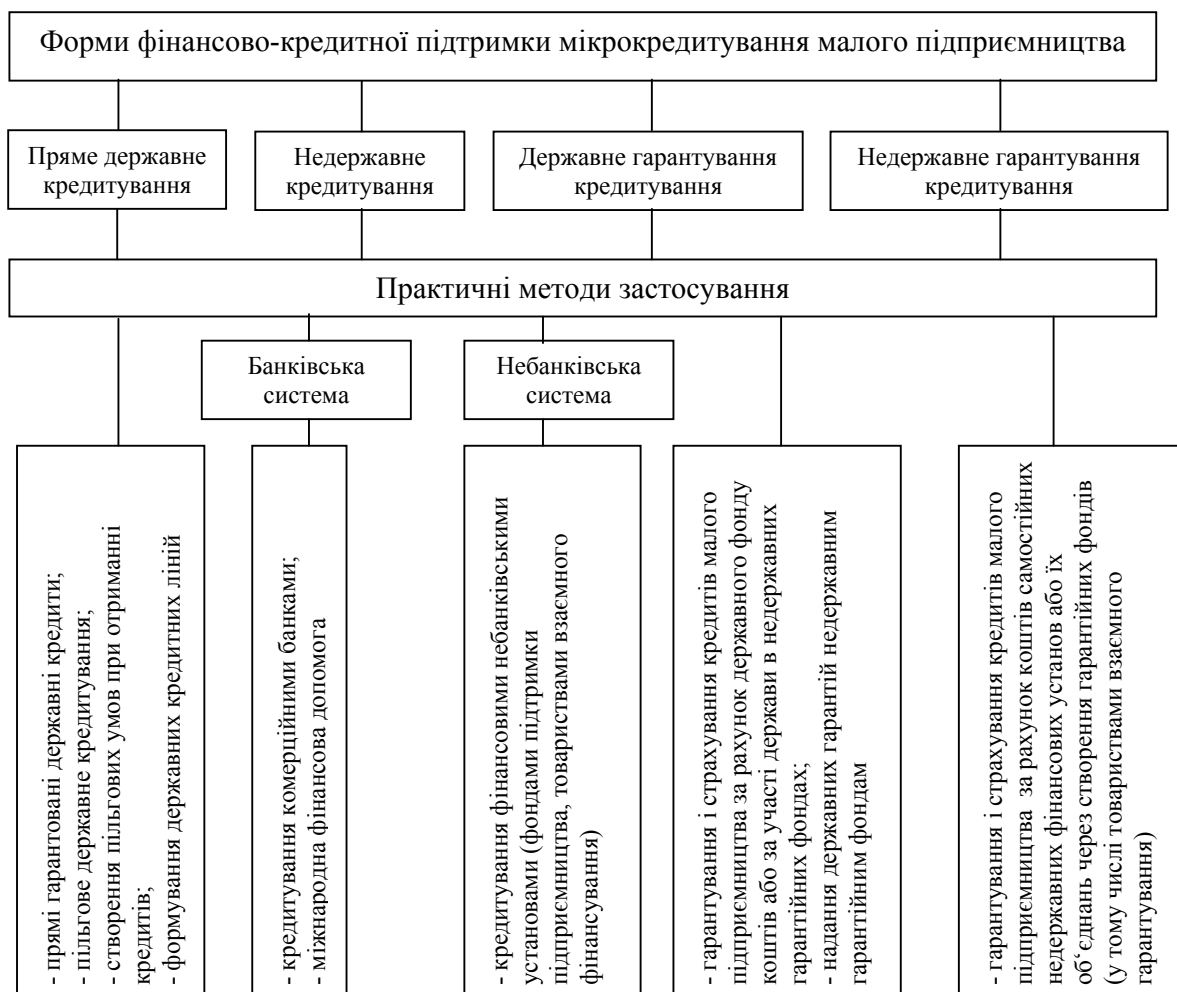 Форми фінансово-кредитної підтримки мікрокредитування малого підприємництва
Пряме державне
кредитування
Недержавне
кредитування
Державне гарантування
кредитування
Недержавне гарантування
кредитування
Практичні методи застосування
Банківська
система
Небанківська
система
- прямі гарантовані державні кредити;
- пільгове державне кредитування;
- створення пільгових умов при отриманні
кредитів;
- формування державних кредитних ліній
- кредитування комерційними банками;
- міжнародна фінансова допомога
- кредитування фінансовими небанківськими
установами (фондами підтримки
підприємництва, товариствами взаємного
фінансування)
- гарантування і страхування кредитів малого
підприємництва за рахунок державного фонду
коштів або за участі держави в недержавних
гарантійних фондах;
- надання державних гарантій недержавним
гарантійним фондам
- гарантування і страхування кредитів малого
підприємництва за рахунок коштів самостійних
недержавних фінансових установ або їх
об‘єднань через створення гарантійних фондів
(у тому числі товариствами взаємного
гарантування)